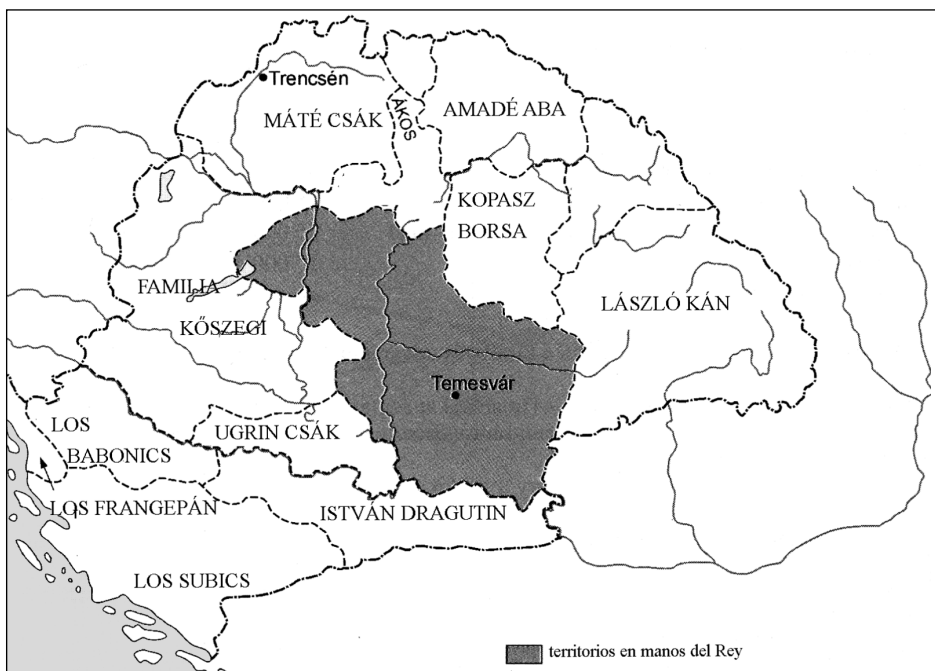 Trencsén
MÁTÉ CSÁK
ÁKOS
AMADÉ ABA
KOPASZ
BORSA
FAMILIA
KŐSZEGI
LÁSZLÓ KÁN
Temesvár
LOS
BABONICS
UGRIN CSÁK
LOS FRANGEPÁN
ISTVÁN DRAGUTIN
LOS SUBICS
territorios en manos del Rey